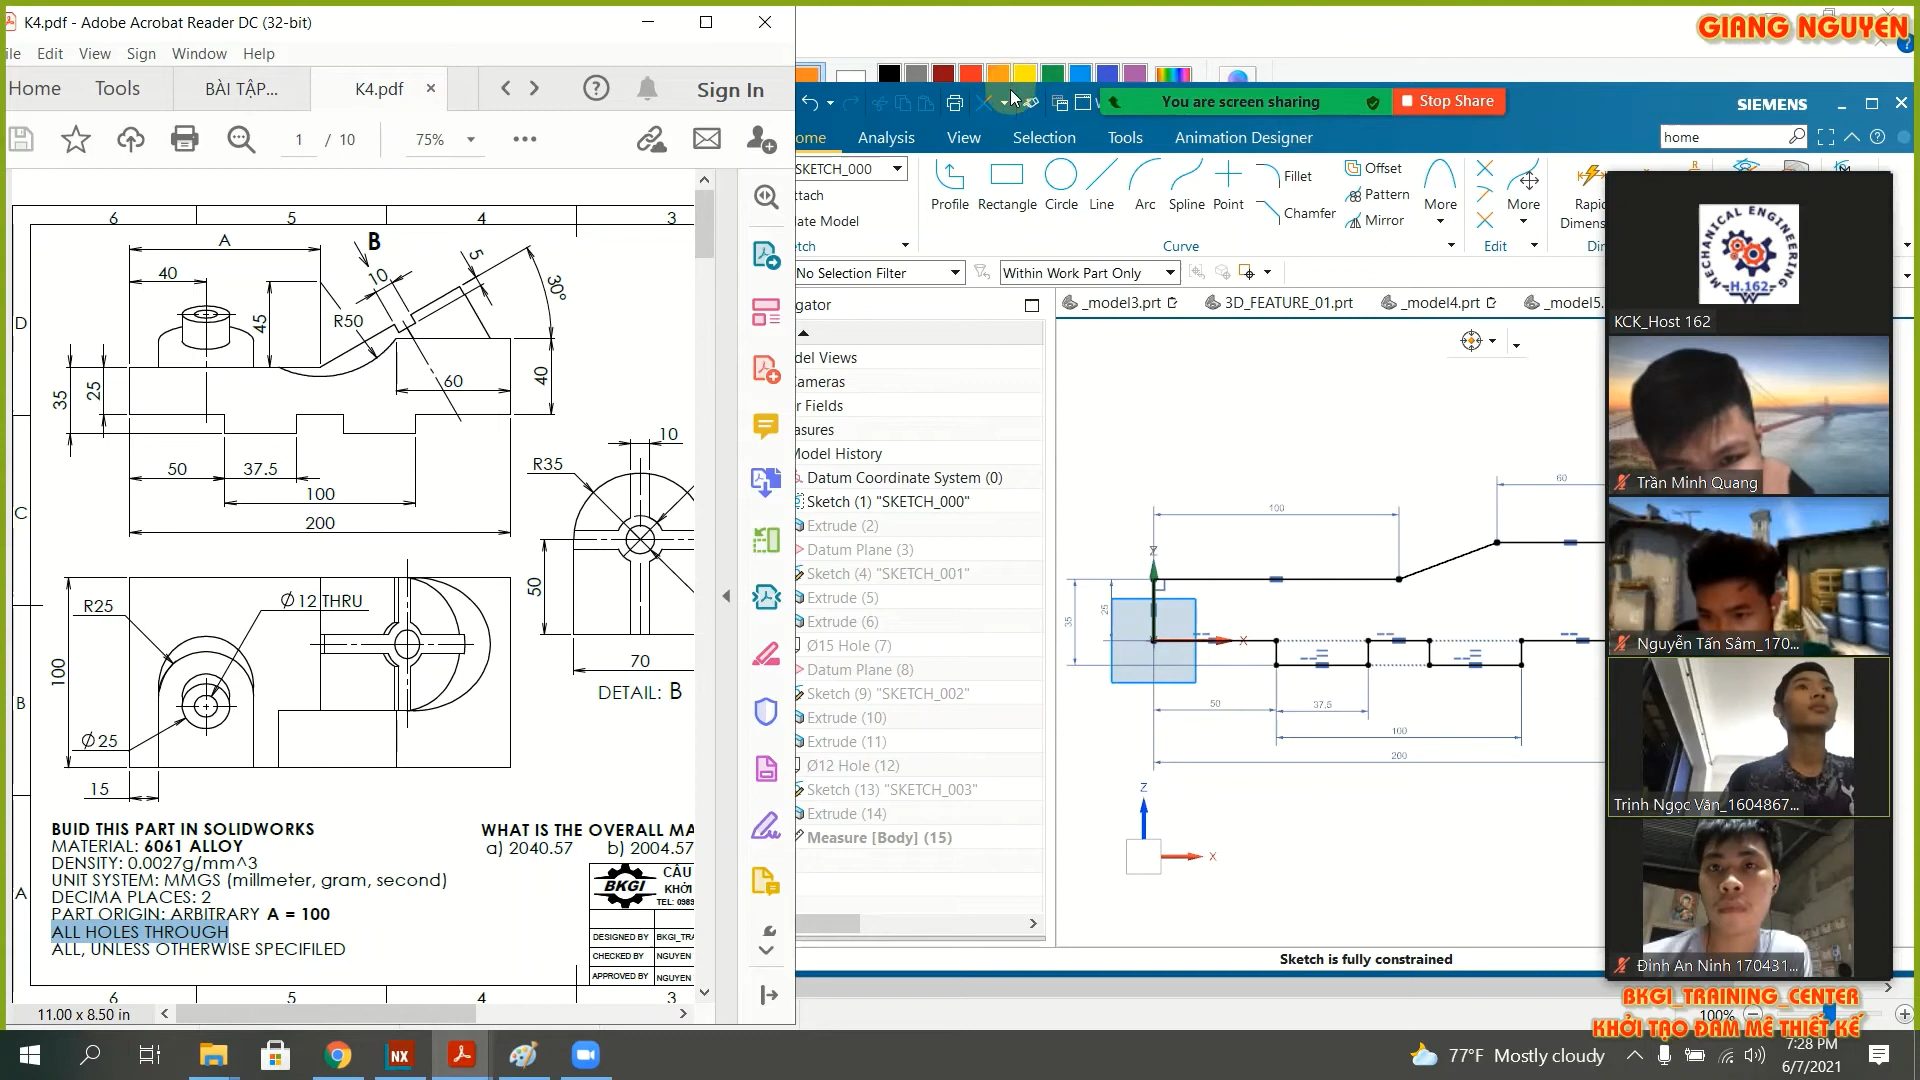 K4.pdf - Adobe Acrobat Reader DC (32-bit)
ile Edit View Sign Window Help
Home Tools BÀI TẬP... K4.pdf × Sign In
1 / 10 75%
6 5 4 3
A
B
40
10
5
30°
D
R50
45
35
25
60
40
50 37.5
100
200
C
10
R35
50
70
DETAIL: B
R25
Ø12 THRU
100
B
Ø25
15
BUID THIS PART IN SOLIDWORKS
MATERIAL: 6061 ALLOY
DENSITY: 0.0027g/mm^3
UNIT SYSTEM: MMGS (millmeter, gram, second)
DECIMA PLACES: 2
PART ORIGIN: ARBITRARY A = 100
ALL HOLES THROUGH
ALL, UNLESS OTHERWISE SPECIFILED
A
WHAT IS THE OVERALL MA
a) 2040.57 b) 2004.57
BKGI
CẦU
KHỞI
TEL: 0989
DESIGNED BY BKGI_TRA
CHECKED BY NGUYEN
APPROVED BY NGUYEN
6 5 4 3
11.00 x 8.50 in
GIANG NGUYEN
You are screen sharing Stop Share
SIEMENS
ome Analysis View Selection Tools Animation Designer
home
SKETCH_000
ttach
late Model
etch
Profile Rectangle Circle Line Arc Spline Point
Fillet
Chamfer
Offset
Pattern
Mirror
More
Curve
More
Edit
Rapid
Dimens
Dim
No Selection Filter Within Work Part Only
igator
_model3.prt 3D_FEATURE_01.prt _model4.prt _model5.
del Views
ameras
r Fields
asures
Model History
Datum Coordinate System (0)
Sketch (1) "SKETCH_000"
Extrude (2)
Datum Plane (3)
Sketch (4) "SKETCH_001"
Extrude (5)
Extrude (6)
Ø15 Hole (7)
Datum Plane (8)
Sketch (9) "SKETCH_002"
Extrude (10)
Extrude (11)
Ø12 Hole (12)
Sketch (13) "SKETCH_003"
Extrude (14)
Measure [Body] (15)
60
100
Z
25
35
X
50
37,5
100
200
Z
X
Sketch is fully constrained
MECHANICAL ENGINEERING
H.162
KCK_Host 162
Trần Minh Quang
Nguyễn Tấn Sâm_170...
Trịnh Ngọc Vân_1604867...
Đinh An Ninh 170431...
BKGI_TRAINING_CENTER
100%
KHỞI TẠO ĐAM MÊ THIẾT KẾ
NX
77°F Mostly cloudy
7:28 PM
6/7/2021